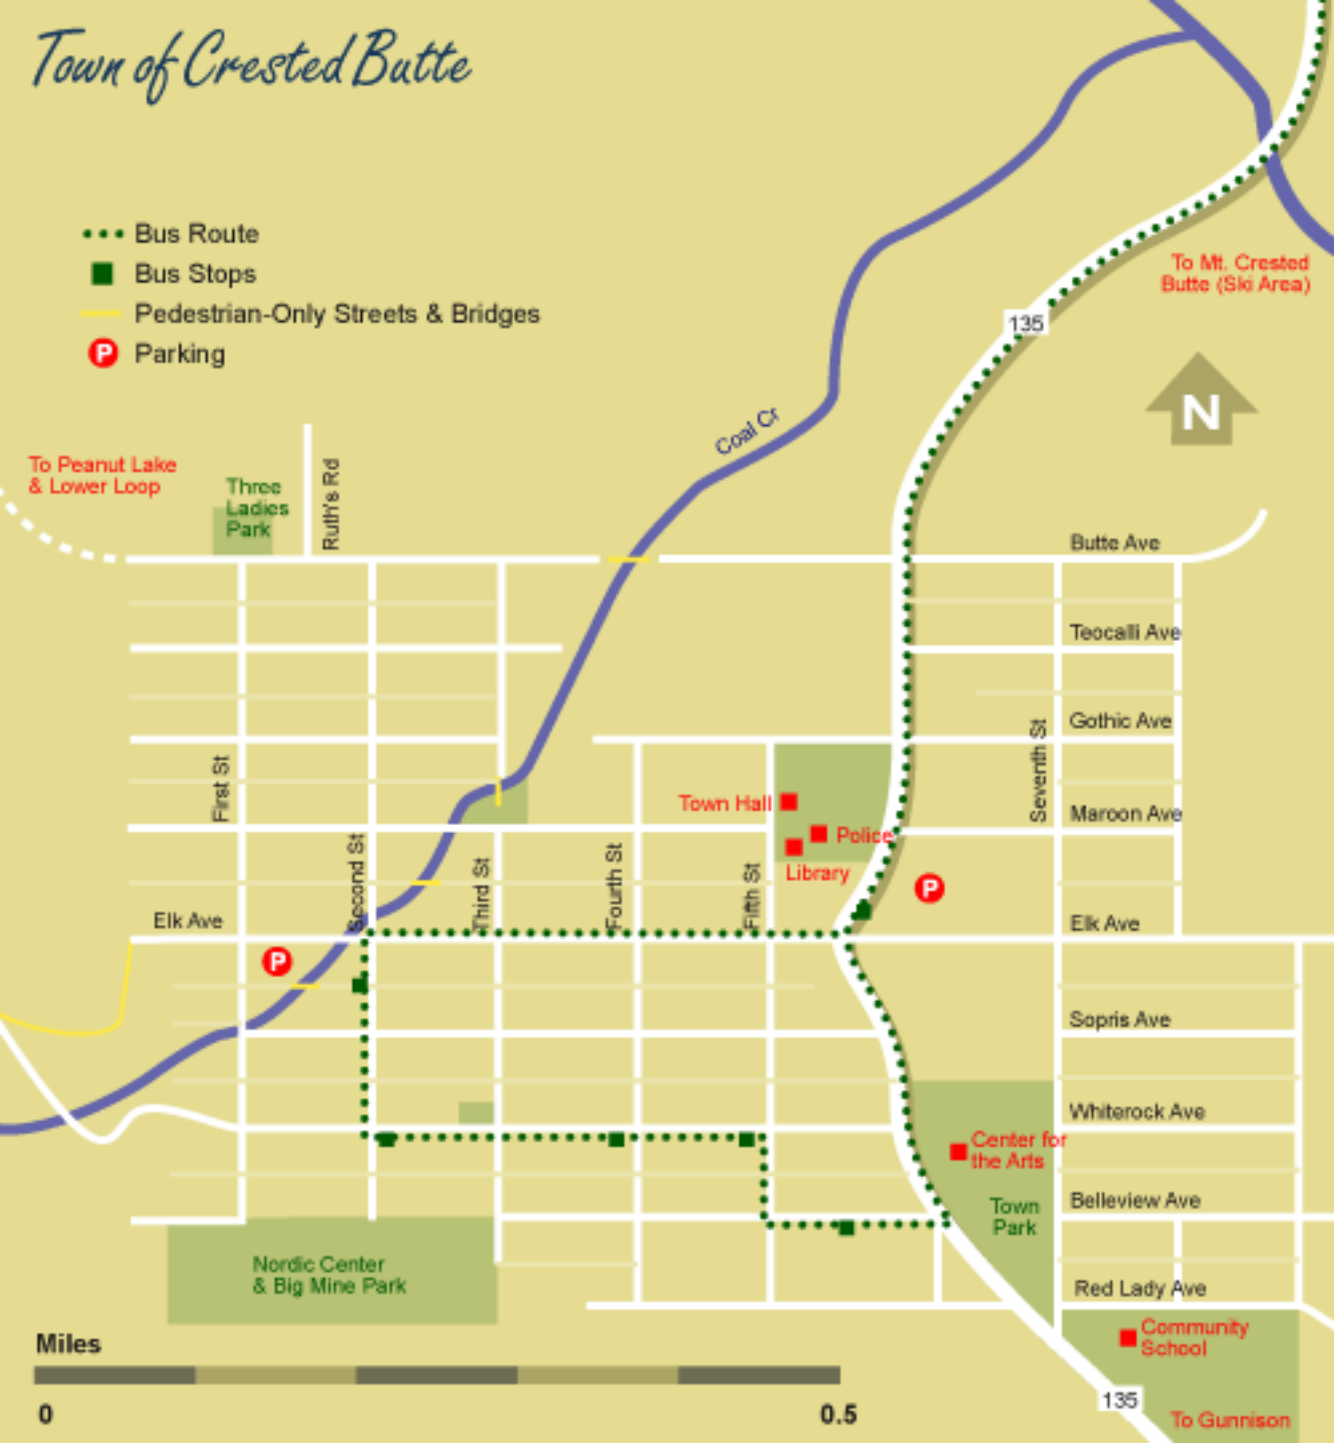 Town of Crested Butte
Bus Route
Bus Stops
Pedestrian-Only Streets & Bridges
P
Parking
To Mt. Crested
Butte (Ski Area)
135
N
Coal Cr
To Peanut Lake
& Lower Loop
Three
Ladies
Park
Ruth's Rd
Butte Ave
Teocalli Ave
Gothic Ave
Seventh St
First St
Town Hall
Maroon Ave
Police
Library
P
Second St
Third St
Fourth St
Fifth St
Elk Ave
Elk Ave
P
Sopris Ave
Whiterock Ave
Center for
the Arts
Belleview Ave
Town
Park
Nordic Center
& Big Mine Park
Red Lady Ave
Community
School
Miles
0
0.5
135
To Gunnison